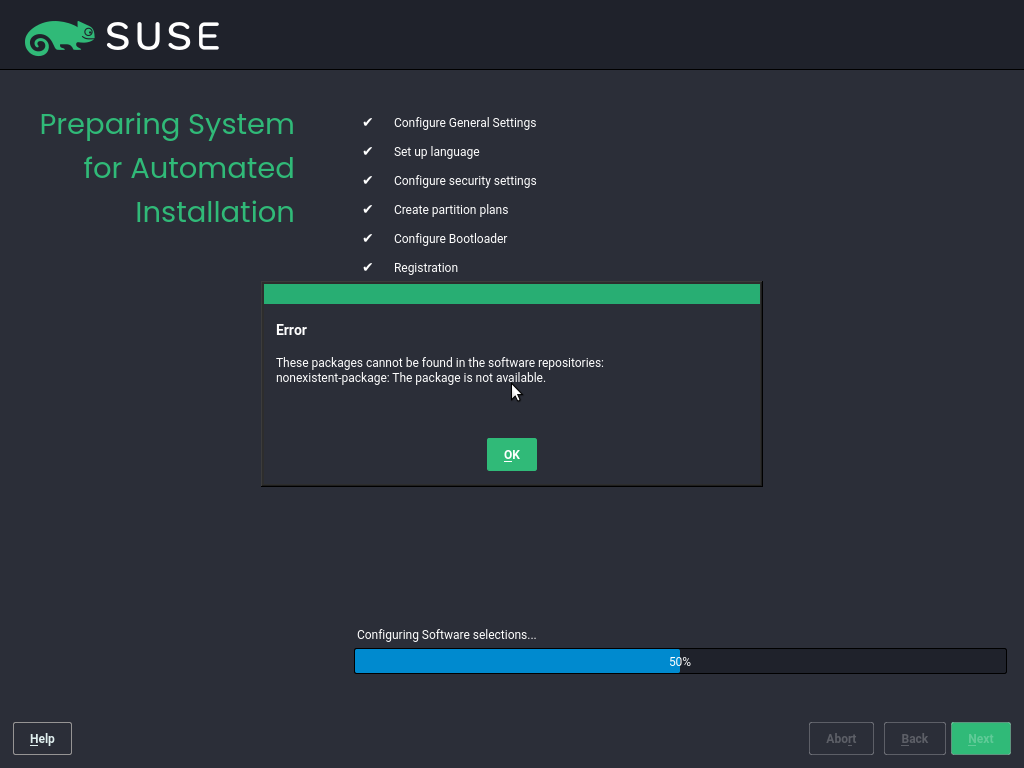 SUSE
Preparing System
for Automated
Installation
✔ Configure General Settings
✔ Set up language
✔ Configure security settings
✔ Create partition plans
✔ Configure Bootloader
✔ Registration
Error
These packages cannot be found in the software repositories:
nonexistent-package: The package is not available.
OK
Configuring Software selections...
50%
Help
Abort
Back
Next